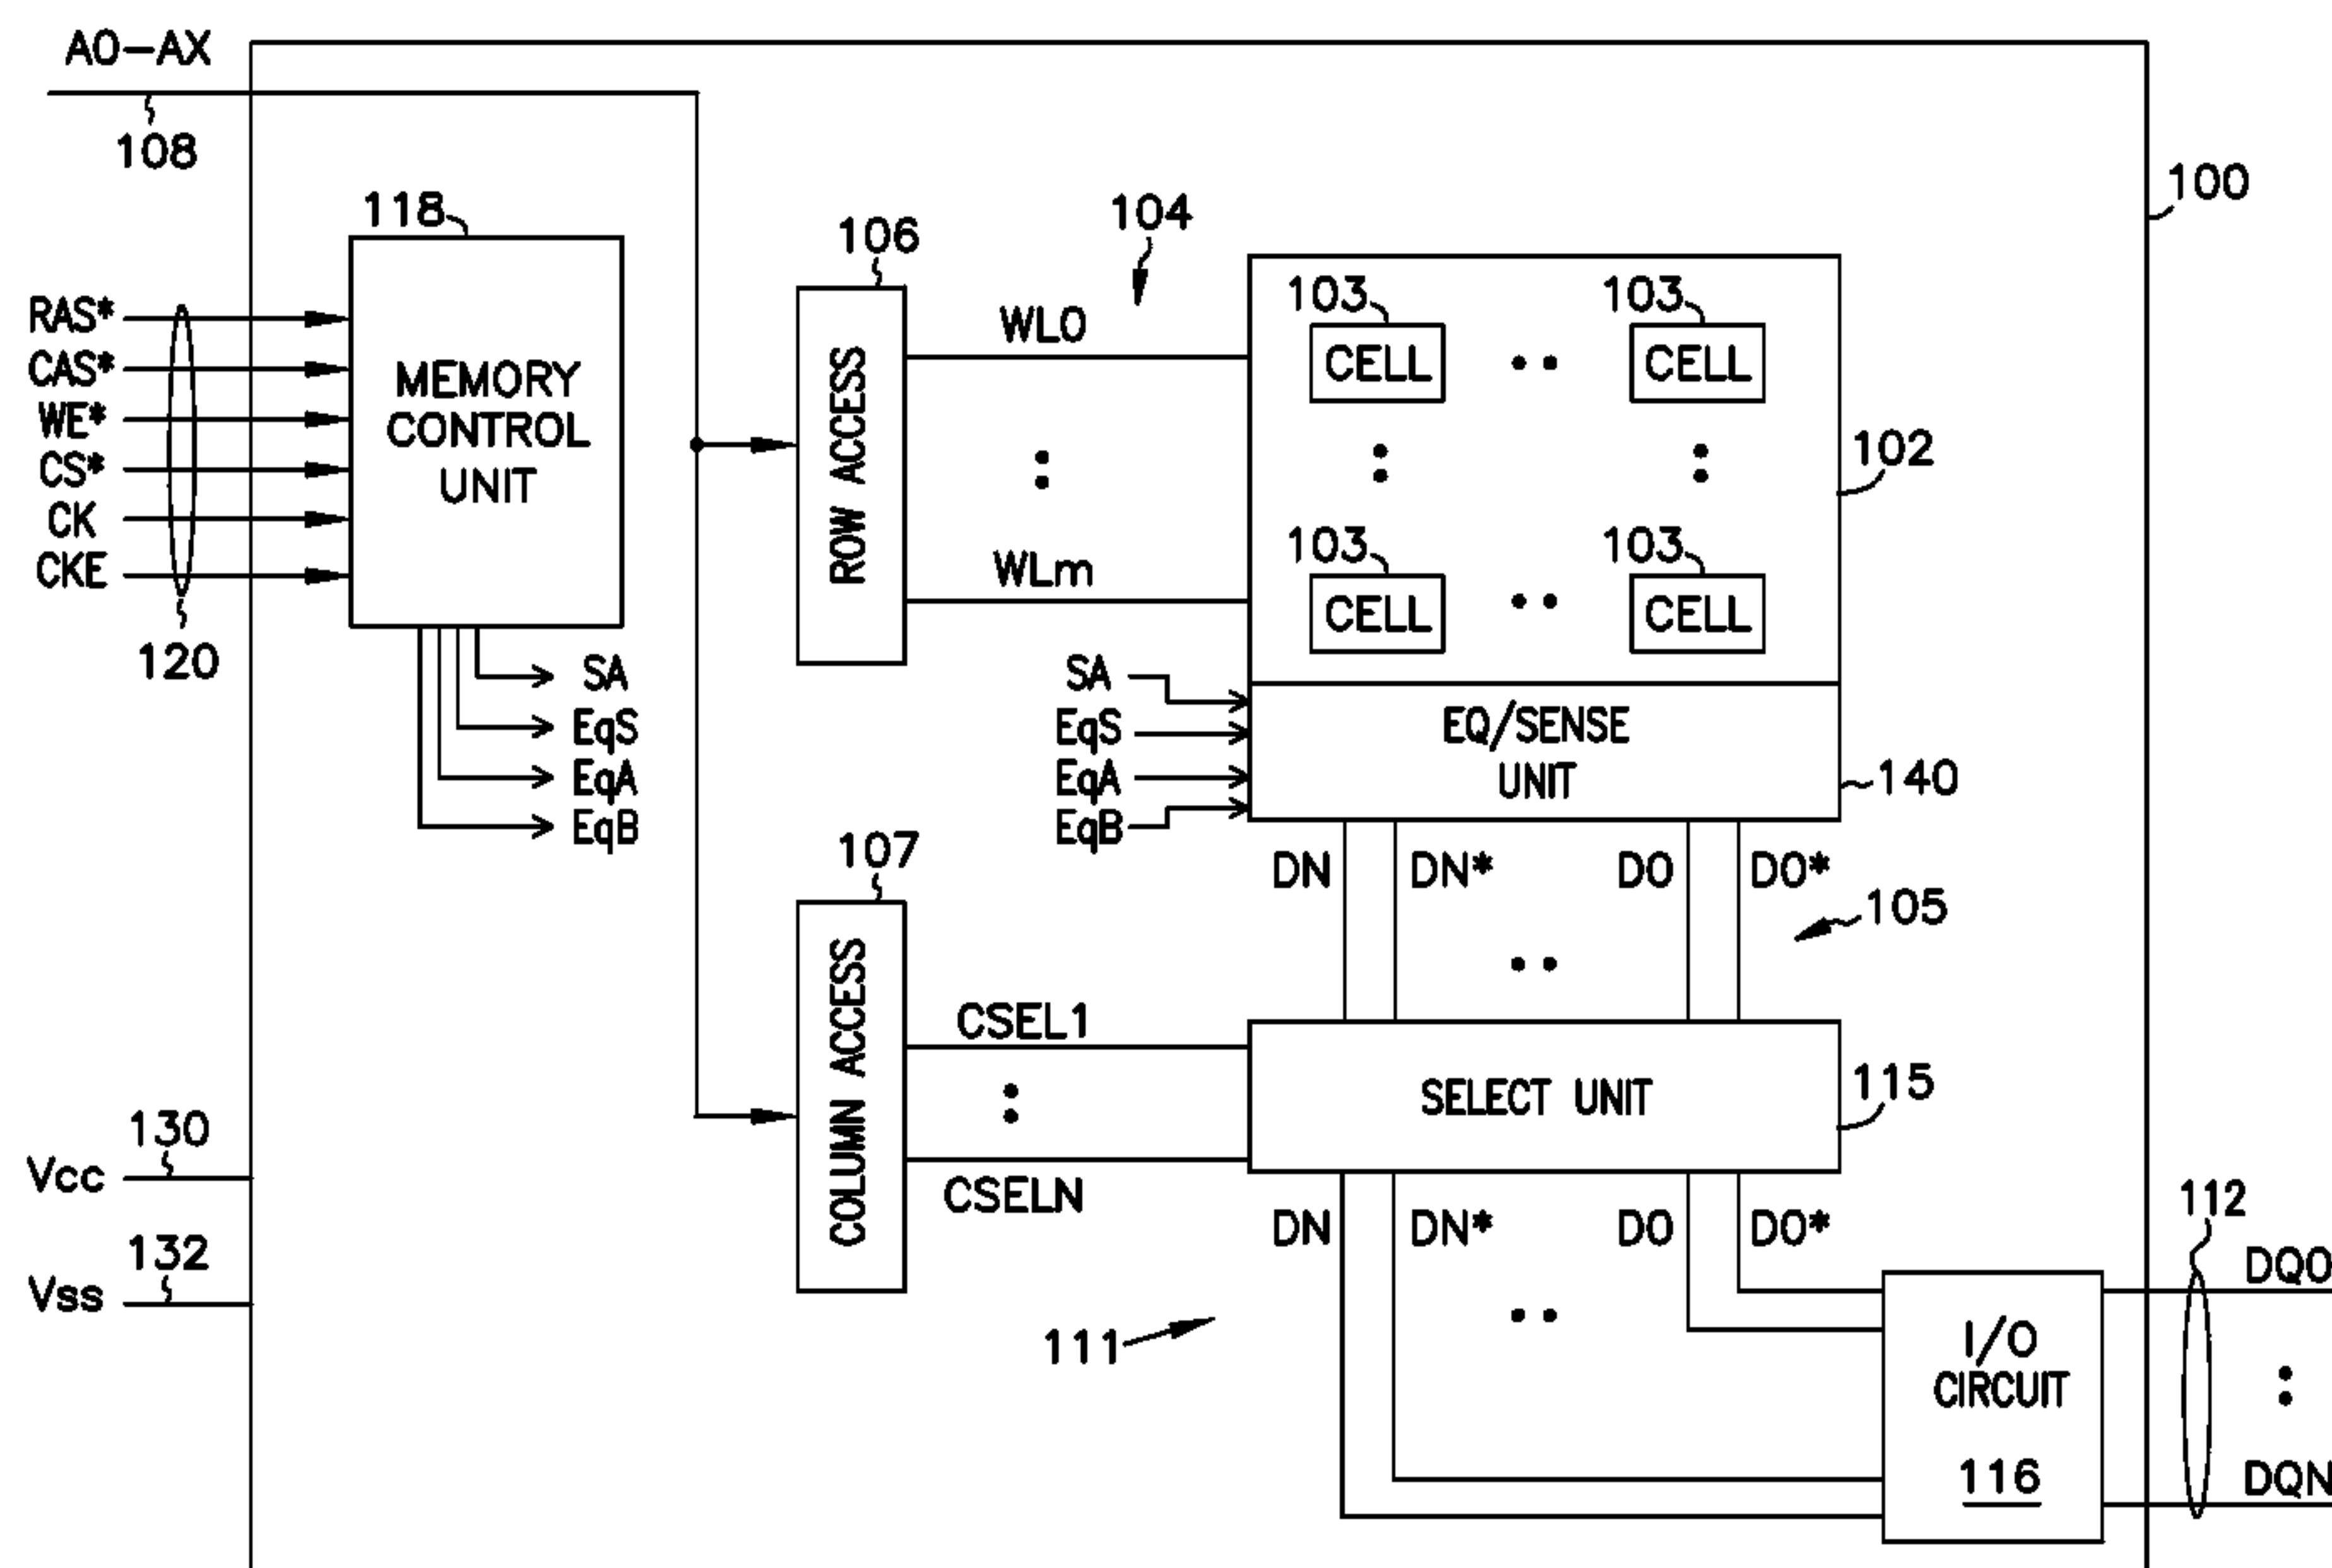 A0-AX
108
100
118
106
104
103
103
RAS*
CAS*
WE*
CS*
CK
CKE
120
MEMORY
CONTROL
UNIT
ROW ACCESS
WL0
WLm
CELL
CELL
102
103
103
CELL
CELL
SA
EqS
EqA
EqB
SA
EqS
EqA
EqB
EQ/SENSE
UNIT
140
107
DN
DN*
D0
D0*
105
COLUMN ACCESS
CSEL1
CSELN
SELECT UNIT
115
130
Vcc
132
Vss
DN
DN*
D0
D0*
111
112
DQ0
I/O
CIRCUIT
116
DQN